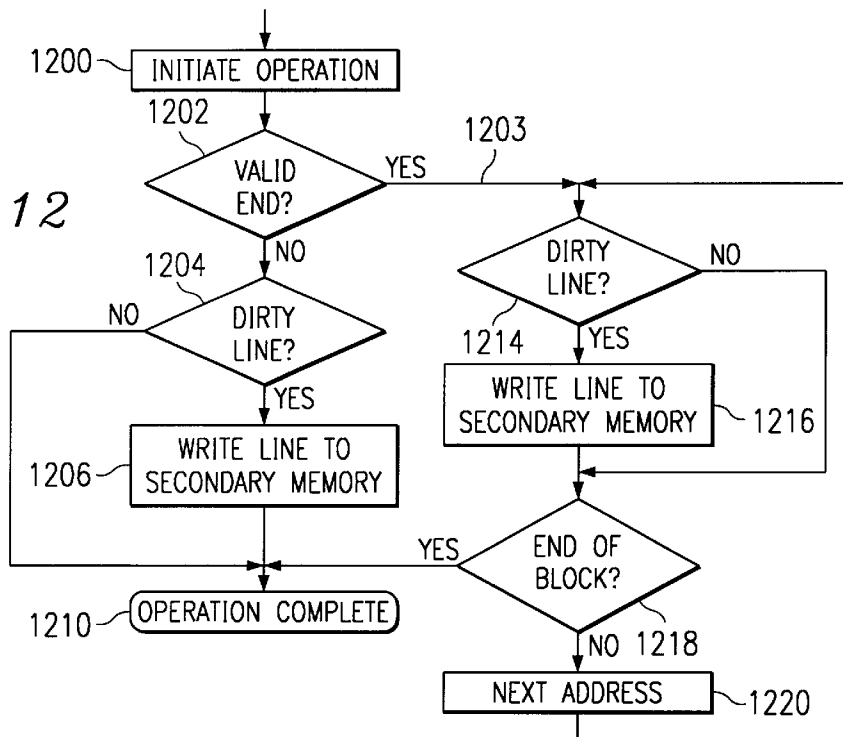 1200
INITIATE OPERATION
1202
1203
VALID
END?
YES
12
NO
1204
DIRTY
LINE?
NO
DIRTY
LINE?
NO
1214
YES
YES
WRITE LINE TO
SECONDARY MEMORY
1216
WRITE LINE TO
SECONDARY MEMORY
1206
YES
END OF
BLOCK?
OPERATION COMPLETE
1210
NO
1218
NEXT ADDRESS
1220